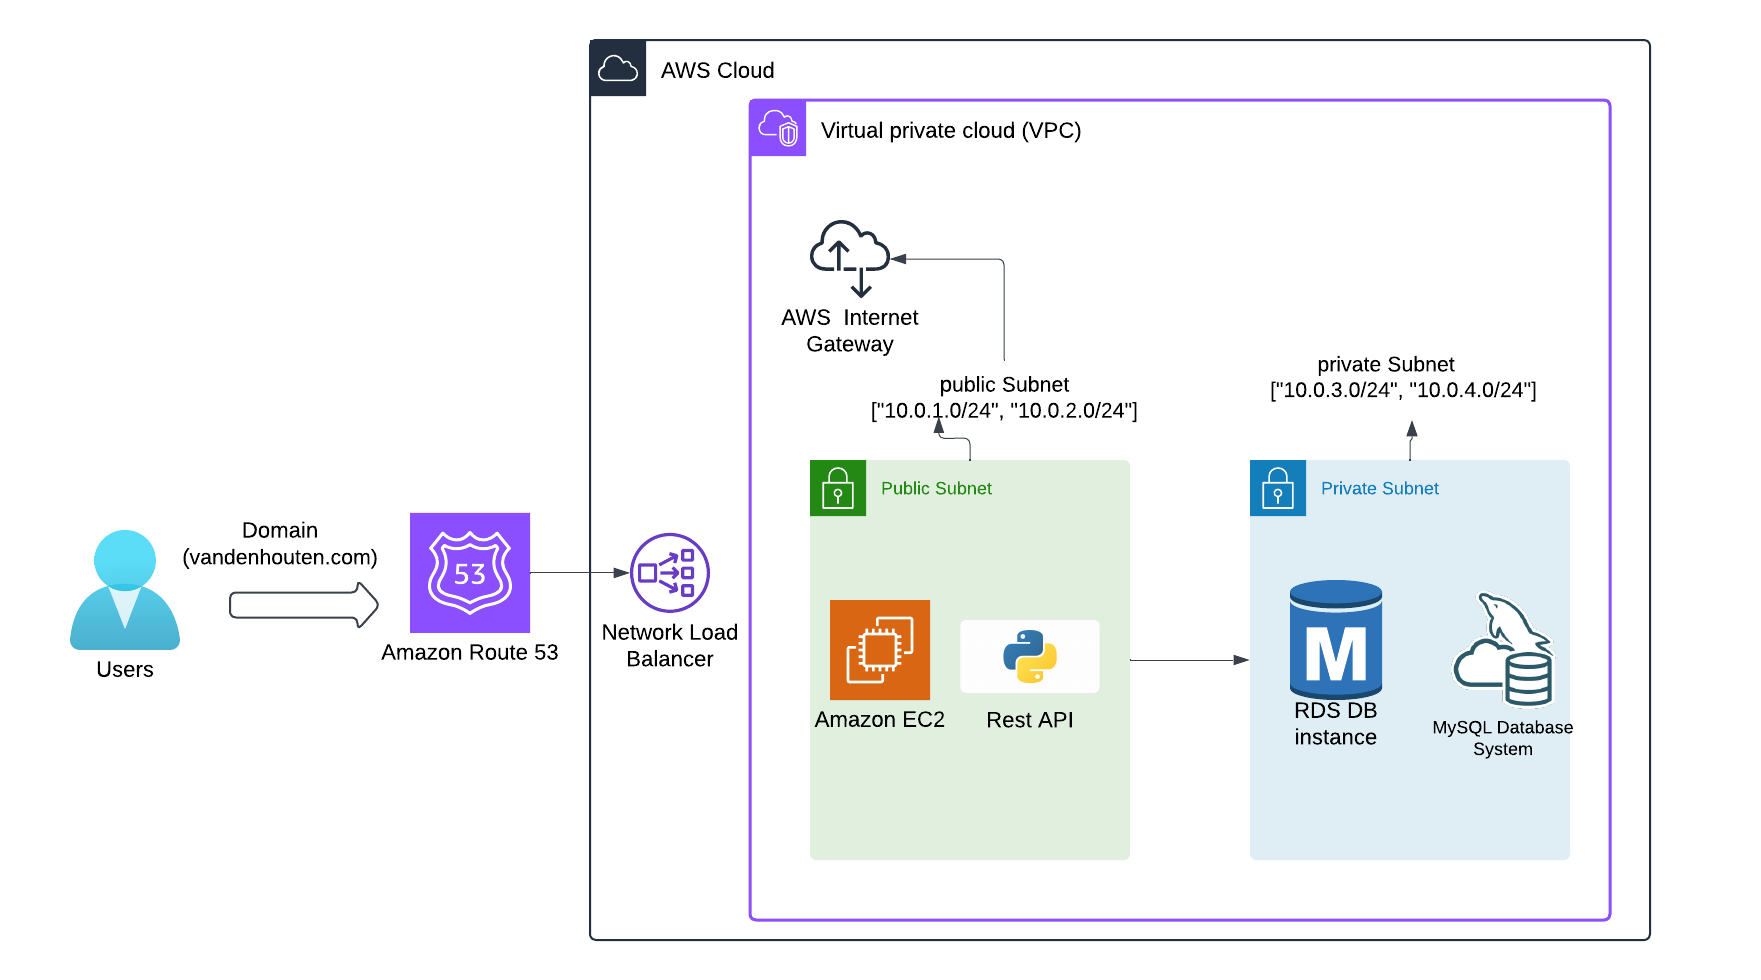 AWS Cloud
Virtual private cloud (VPC)
AWS Internet
Gateway
public Subnet
["10.0.1.0/24", "10.0.2.0/24"]
private Subnet
["10.0.3.0/24", "10.0.4.0/24"]
Public Subnet
Private Subnet
Domain
(vandenhouten.com)
53
Users
Amazon Route 53
Network Load
Balancer
Amazon EC2
Rest API
M
RDS DB
instance
MySQL Database
System